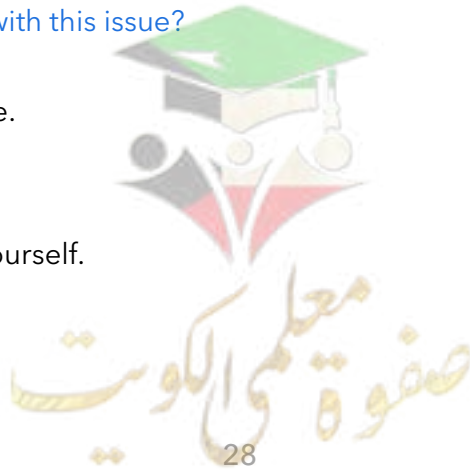 with this issue?
e.
ourself.
صفوة معلمي الكويت
28